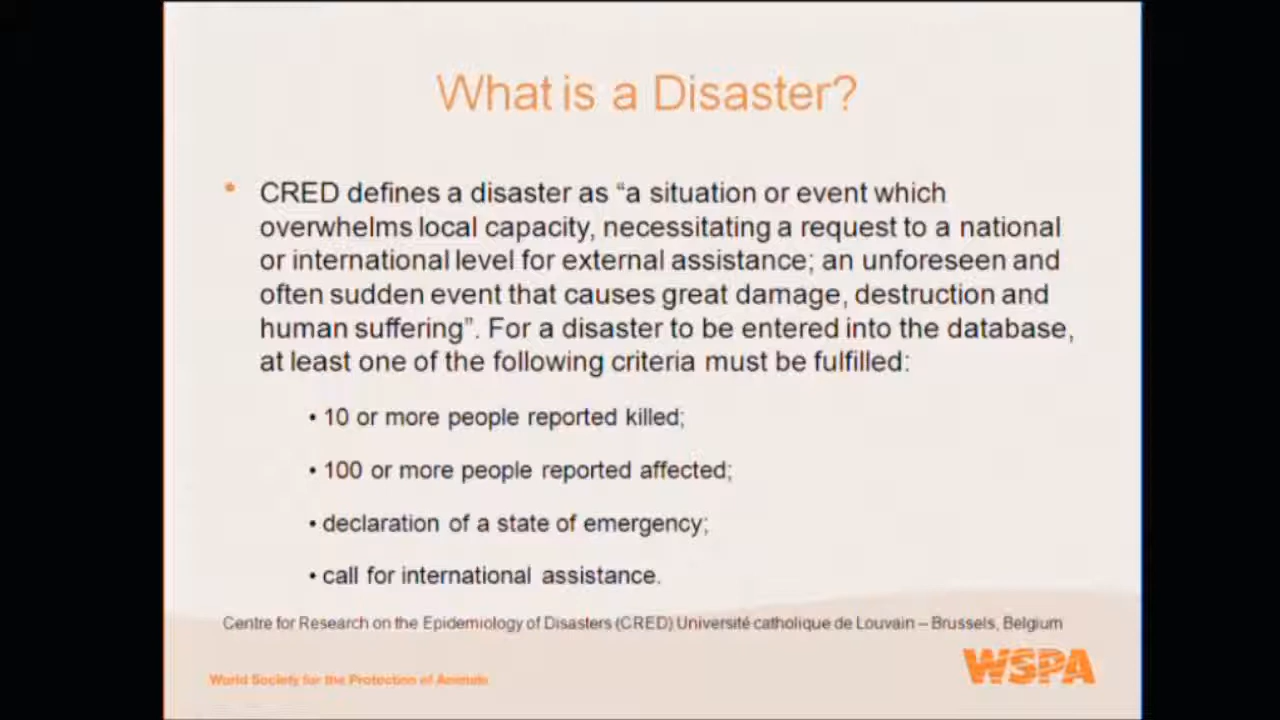 What is a Disaster?
• CRED defines a disaster as “a situation or event which
overwhelms local capacity, necessitating a request to a national
or international level for external assistance; an unforeseen and
often sudden event that causes great damage, destruction and
human suffering”. For a disaster to be entered into the database,
at least one of the following criteria must be fulfilled:
• 10 or more people reported killed;
• 100 or more people reported affected;
• declaration of a state of emergency;
• call for international assistance.
Centre for Research on the Epidemiology of Disasters (CRED) Université catholique de Louvain – Brussels, Belgium
World Society for the Protection of Animals
WSPA